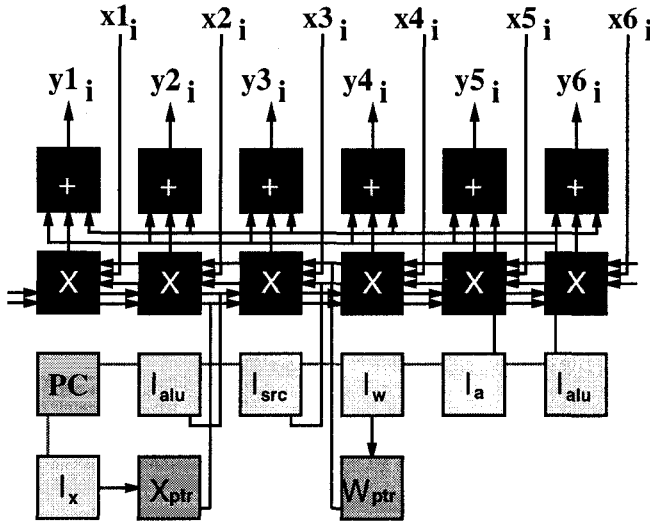 x1i x2i x3i x4i x5i x6i
y1i y2i y3i y4i y5i y6i
+ + + + + +
X X X X X X
PC Ialu Isrc Iw Ia Ialu
Ix Xptr Wptr